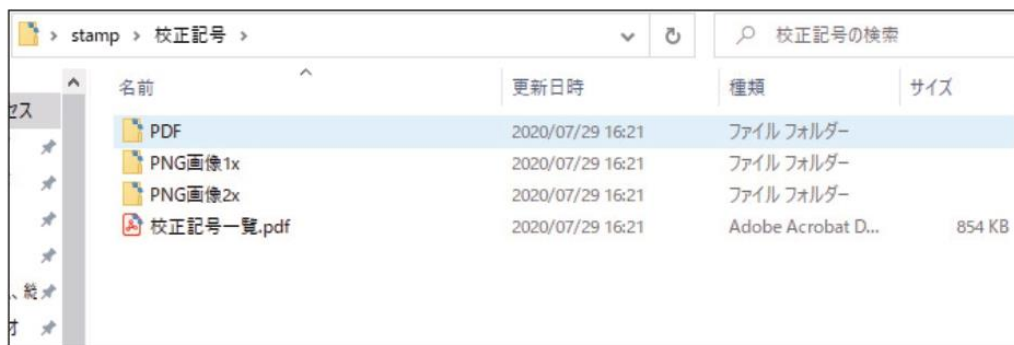 stamp 校正記号 校正記号の検索
名前 更新日時 種類 サイズ
セス
PDF 2020/07/29 16:21 ファイル フォルダー
PNG画像1x 2020/07/29 16:21 ファイル フォルダー
PNG画像2x 2020/07/29 16:21 ファイル フォルダー
校正記号一覧.pdf 2020/07/29 16:21 Adobe Acrobat D... 854 KB
、総